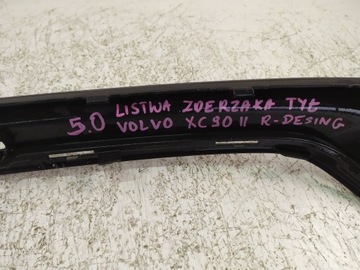 LISTWA ZDERZAKA TYŁ
5.0 VOLVO XC90 II R-DESING